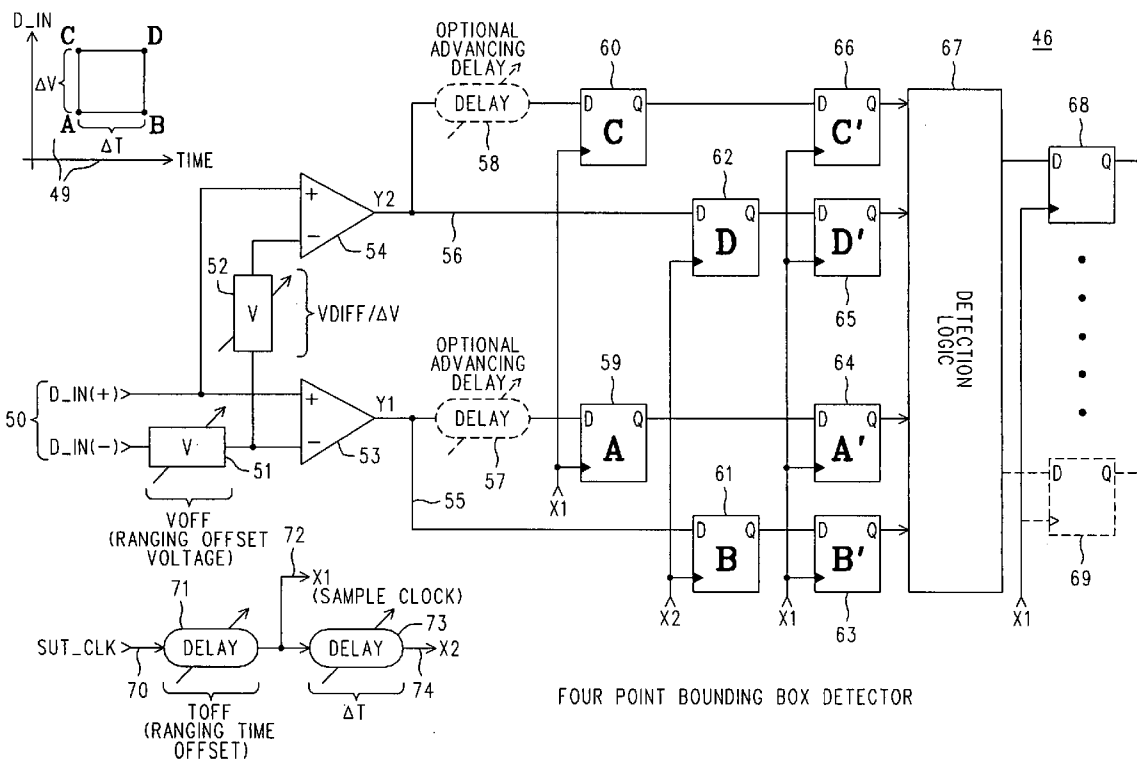 D_IN
C
D
ΔV
A
B
ΔT
TIME
49
OPTIONAL
ADVANCING
DELAY
DELAY
58
60
D
Q
C
66
D
Q
C'
67
46
68
D
Q
Y2
+
−
54
56
62
D
Q
D
D
Q
D'
65
52
V
VDIFF/ΔV
DETECTION
LOGIC
OPTIONAL
ADVANCING
DELAY
DELAY
57
59
D
Q
A
64
D
Q
A'
50
D_IN(+)
D_IN(−)
V
51
+
−
53
Y1
55
X1
61
D
Q
B
D
Q
B'
63
D
Q
69
VOFF
(RANGING OFFSET
VOLTAGE)
72
X1
(SAMPLE CLOCK)
X2
X1
X1
71
73
SUT_CLK
DELAY
DELAY
X2
70
74
TOFF
(RANGING TIME
OFFSET)
ΔT
FOUR POINT BOUNDING BOX DETECTOR